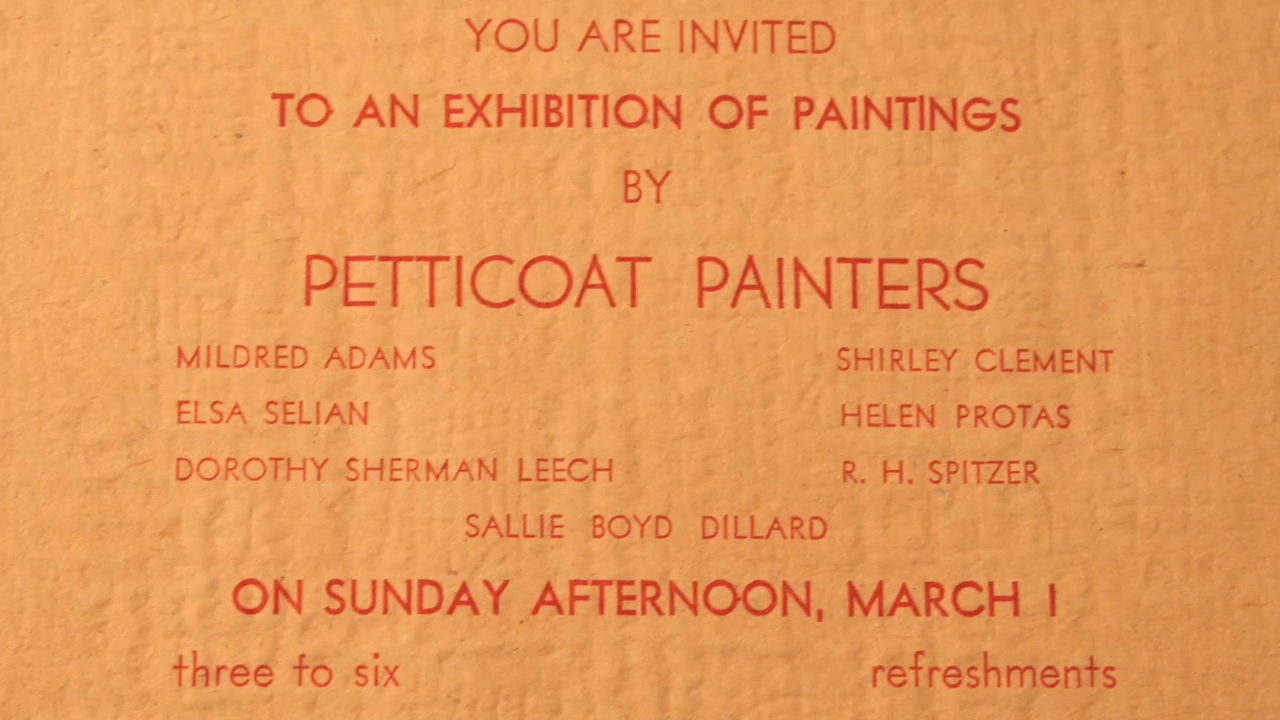 YOU ARE INVITED
TO AN EXHIBITION OF PAINTINGS
BY
PETTICOAT PAINTERS
MILDRED ADAMS SHIRLEY CLEMENT
ELSA SELIAN HELEN PROTAS
DOROTHY SHERMAN LEECH R. H. SPITZER
SALLIE BOYD DILLARD
ON SUNDAY AFTERNOON, MARCH 1
three to six refreshments